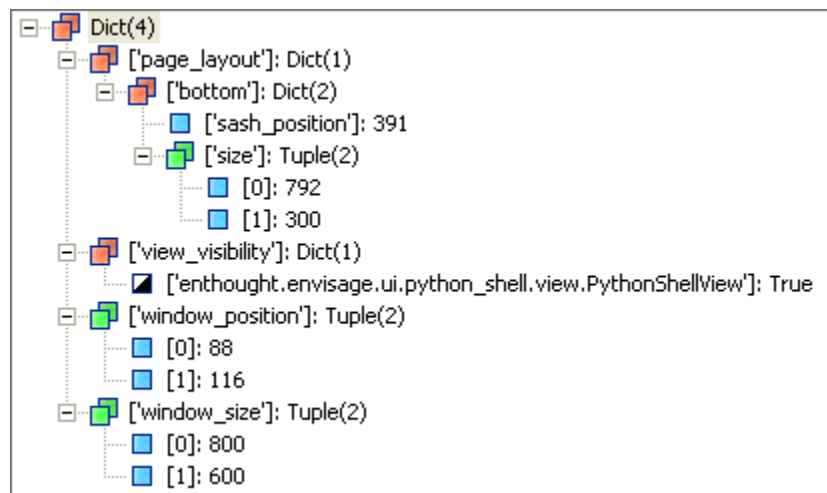 Dict(4)
['page_layout']: Dict(1)
['bottom']: Dict(2)
['sash_position']: 391
['size']: Tuple(2)
[0]: 792
[1]: 300
['view_visibility']: Dict(1)
['enthought.envisage.ui.python_shell.view.PythonShellView']: True
['window_position']: Tuple(2)
[0]: 88
[1]: 116
['window_size']: Tuple(2)
[0]: 800
[1]: 600